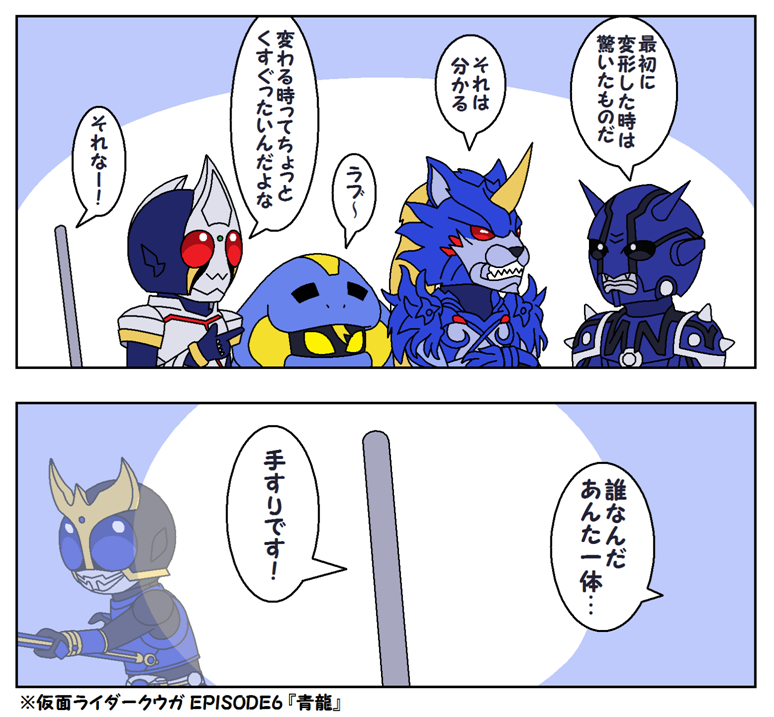 最初に
変形した時は
驚いたものだ
それは
分かる
ラブ～
変わる時ってちょっと
くすぐったいんだよな
それなー!
誰なんだ
あんた一体…
手すりです!
※仮面ライダークウガ EPISODE6『青龍』